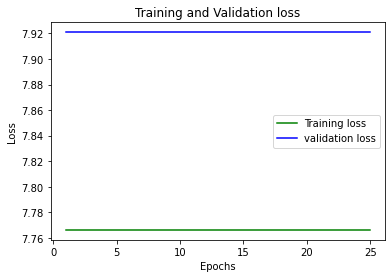 Training and Validation loss
7.92
7.90
7.88
7.86
7.84
7.82
7.80
7.78
7.76
Loss
Training loss
validation loss
0 5 10 15 20 25
Epochs